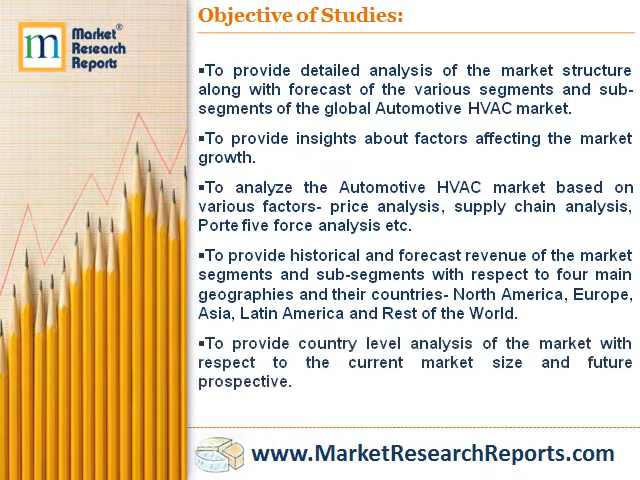 Objective of Studies:
m
Market®
Research
Reports
▪To provide detailed analysis of the market structure
along with forecast of the various segments and sub-
segments of the global Automotive HVAC market.
▪To provide insights about factors affecting the market
growth.
▪To analyze the Automotive HVAC market based on
various factors- price analysis, supply chain analysis,
Porte five force analysis etc.
▪To provide historical and forecast revenue of the market
segments and sub-segments with respect to four main
geographies and their countries- North America, Europe,
Asia, Latin America and Rest of the World.
▪To provide country level analysis of the market with
respect to the current market size and future
prospective.
www.MarketResearchReports.com